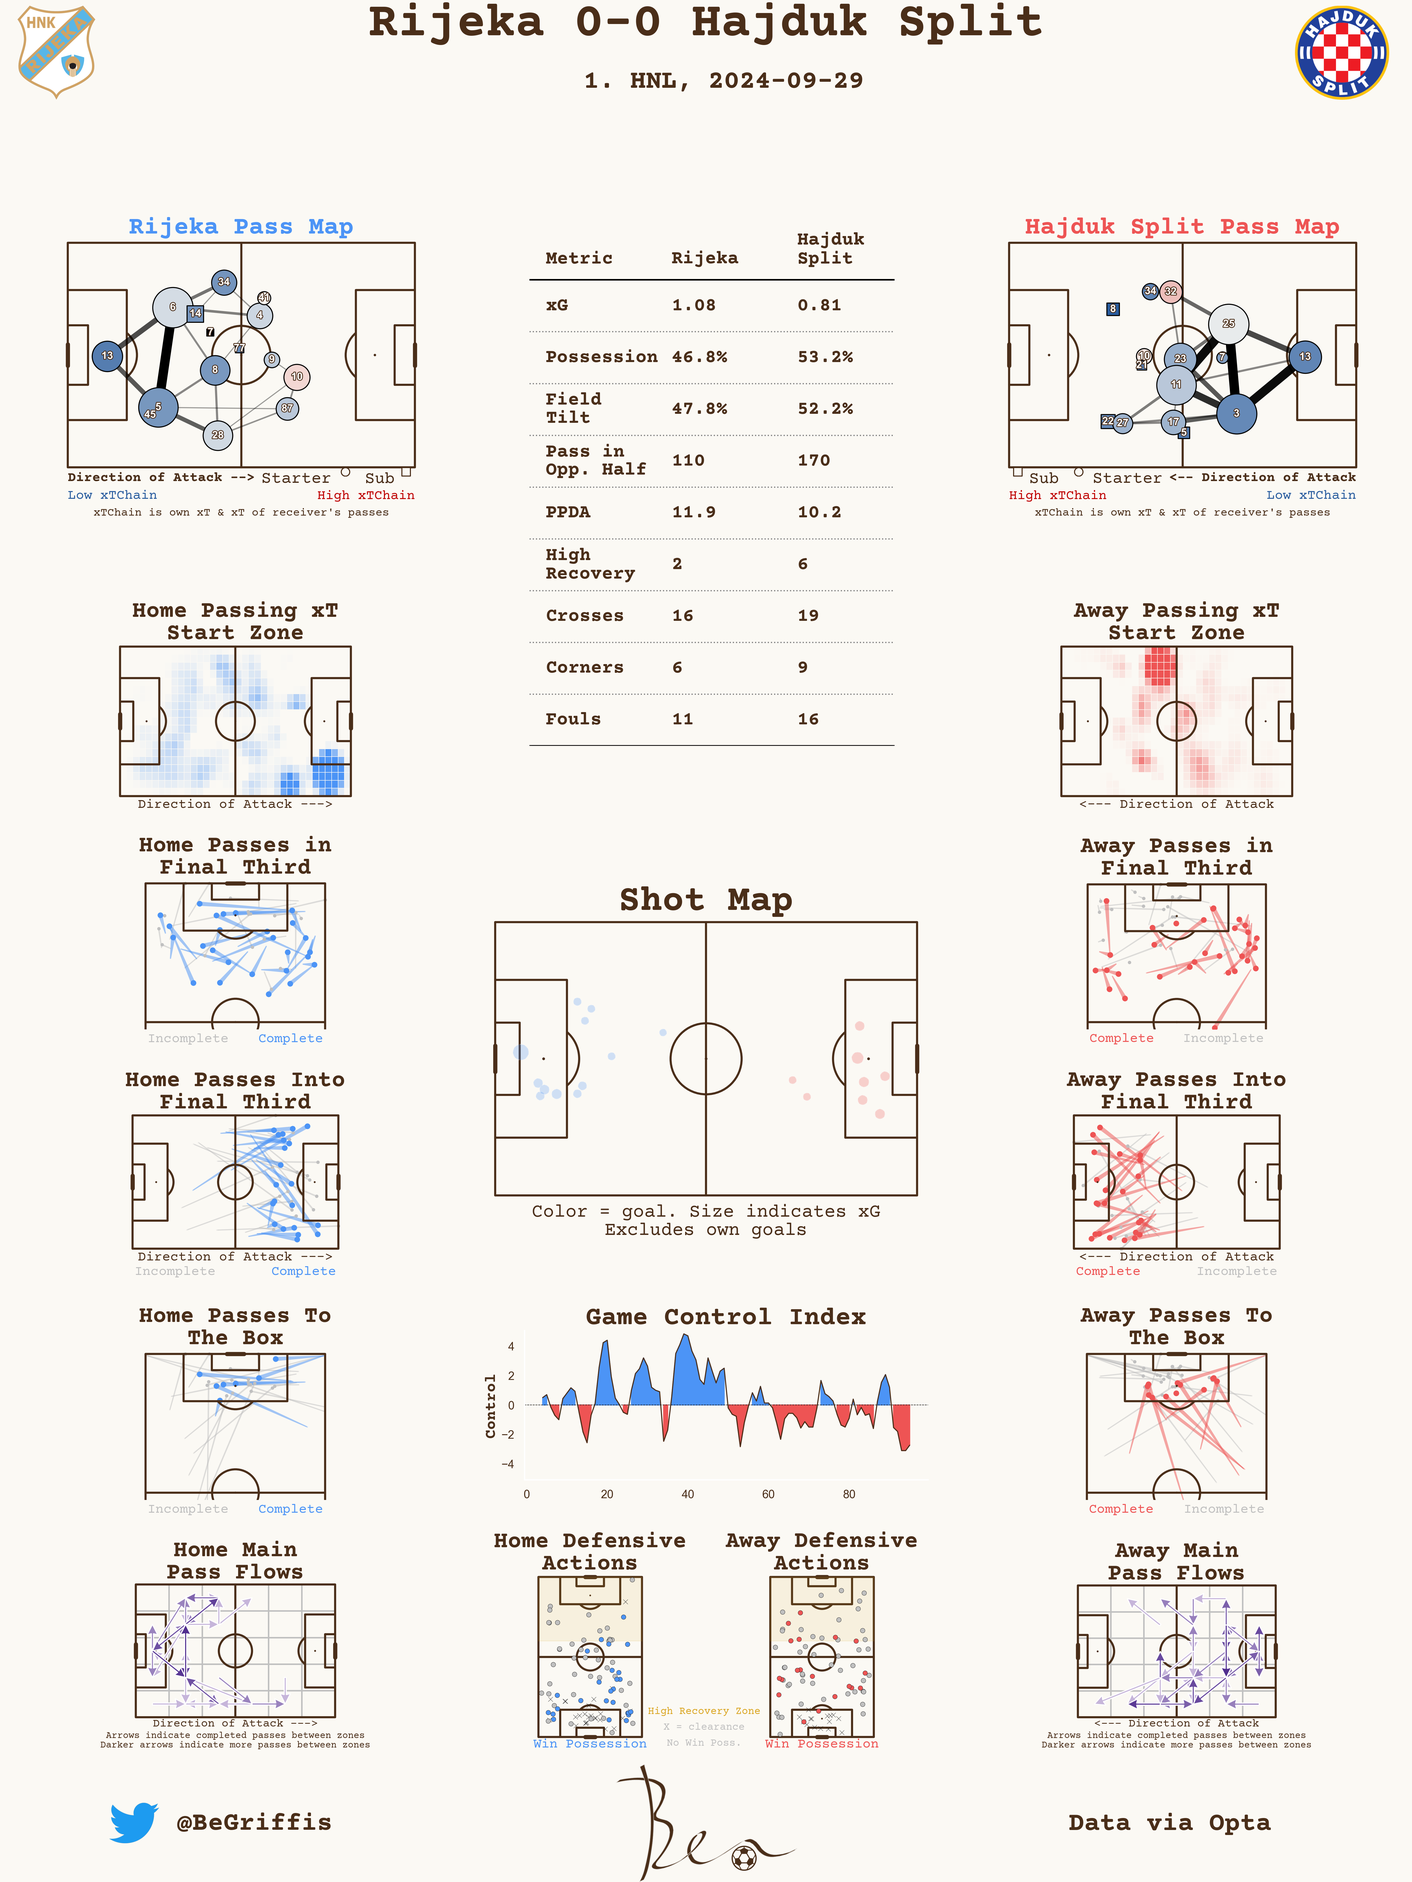 Rijeka 0-0 Hajduk Split
1. HNL, 2024-09-29
HNK
RIJEKA
HAJDUK
SPLIT
Rijeka Pass Map
34
6
14
41
4
7
77
13
9
8
10
5
45
87
28
Direction of Attack --> Starter Sub
Low xTChain High xTChain
xTChain is own xT & xT of receiver's passes
Metric Rijeka Hajduk
Split
xG 1.08 0.81
Possession 46.8% 53.2%
Field
Tilt 47.8% 52.2%
Pass in
Opp. Half 110 170
PPDA 11.9 10.2
High
Recovery 2 6
Crosses 16 19
Corners 6 9
Fouls 11 16
Hajduk Split Pass Map
34
32
8
25
10
21
23
7
13
11
3
22
27
17
5
Sub Starter <-- Direction of Attack
High xTChain Low xTChain
xTChain is own xT & xT of receiver's passes
Home Passing xT
Start Zone
Direction of Attack --->
Away Passing xT
Start Zone
<--- Direction of Attack
Home Passes in
Final Third
Incomplete Complete
Away Passes in
Final Third
Complete Incomplete
Shot Map
Color = goal. Size indicates xG
Excludes own goals
Home Passes Into
Final Third
Direction of Attack --->
Incomplete Complete
Away Passes Into
Final Third
<--- Direction of Attack
Complete Incomplete
Home Passes To
The Box
Incomplete Complete
Game Control Index
Control
4
2
0
−2
−4
0 20 40 60 80
Away Passes To
The Box
Complete Incomplete
Home Main
Pass Flows
Direction of Attack --->
Arrows indicate completed passes between zones
Darker arrows indicate more passes between zones
Home Defensive
Actions
Win Possession
Away Defensive
Actions
Win Possession
High Recovery Zone
X = clearance
No Win Poss.
Away Main
Pass Flows
<--- Direction of Attack
Arrows indicate completed passes between zones
Darker arrows indicate more passes between zones
@BeGriffis
Ben
Data via Opta